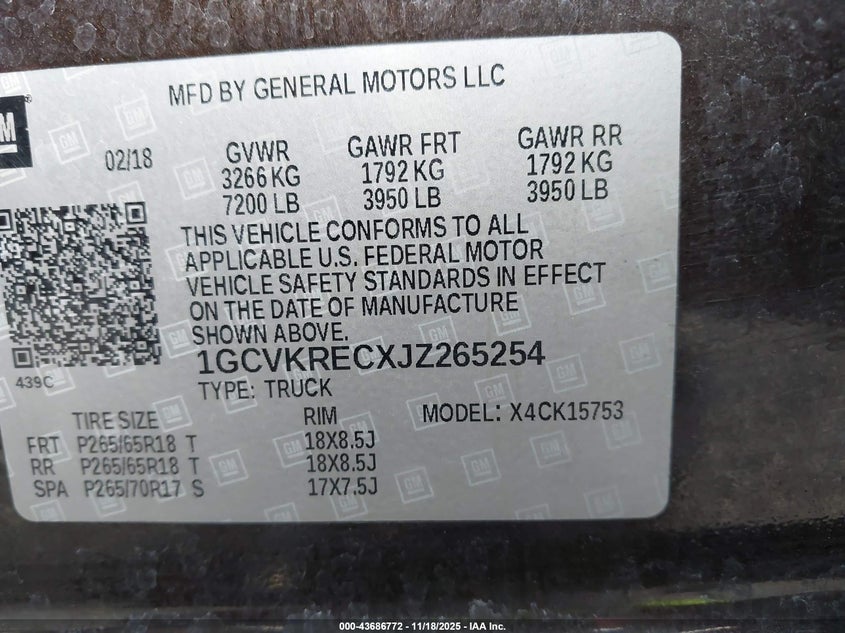 MFD BY GENERAL MOTORS LLC
GM
02/18
GVWR GAWR FRT GAWR RR
3266 KG 1792 KG 1792 KG
7200 LB 3950 LB 3950 LB
THIS VEHICLE CONFORMS TO ALL
APPLICABLE U.S. FEDERAL MOTOR
VEHICLE SAFETY STANDARDS IN EFFECT
ON THE DATE OF MANUFACTURE
SHOWN ABOVE.
439C
1GCVKRECXJZ265254
TYPE: TRUCK
TIRE SIZE RIM MODEL: X4CK15753
FRT P265/65R18 T 18X8.5J
RR P265/65R18 T 18X8.5J
SPA P265/70R17 S 17X7.5J
000-43686772 — 11/18/2025 — IAA Inc.